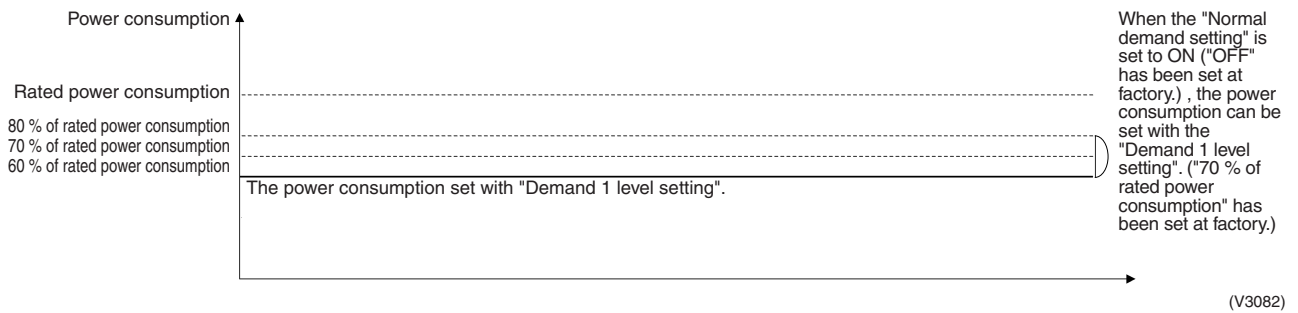 Power consumption
Rated power consumption
80 % of rated power consumption
70 % of rated power consumption
60 % of rated power consumption
The power consumption set with "Demand 1 level setting".
When the "Normal
demand setting" is
set to ON ("OFF"
has been set at
factory.) , the power
consumption can be
set with the
"Demand 1 level
setting". ("70 % of
rated power
consumption" has
been set at factory.)
(V3082)